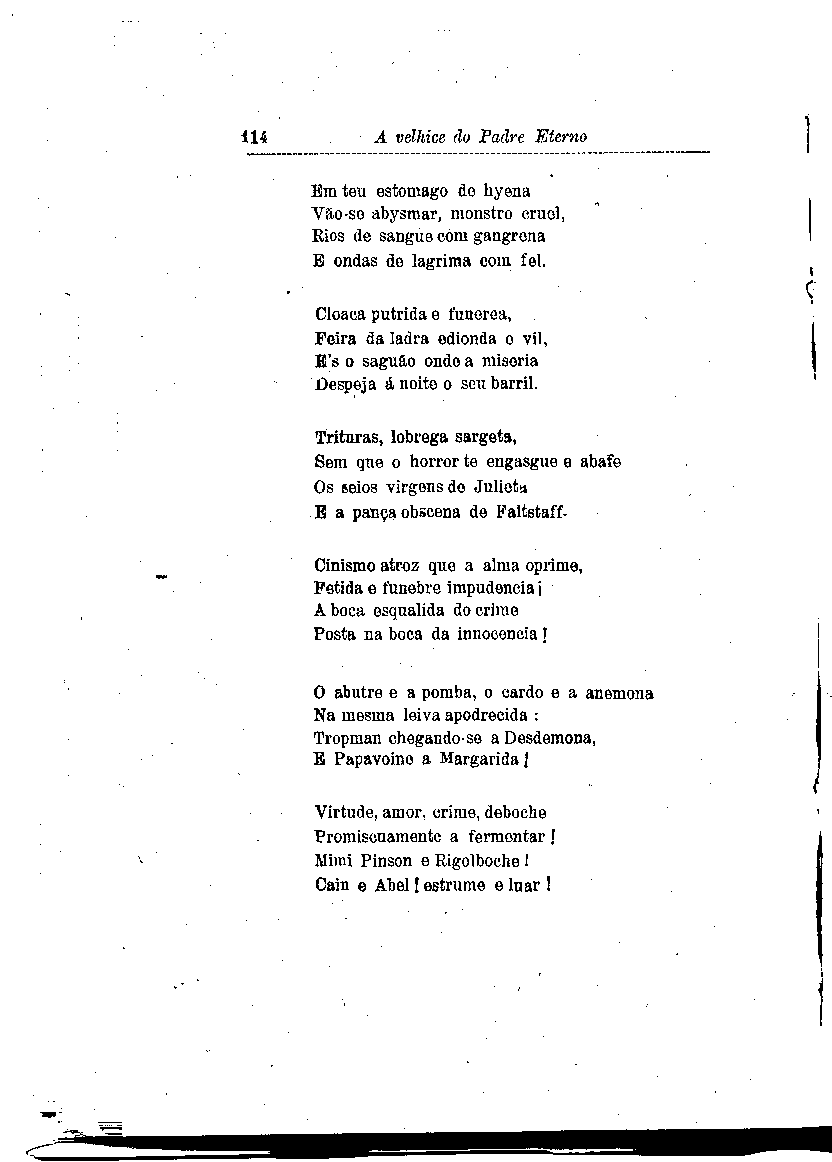 114 A velhice do Padre Eterno
Em teu estomago de hyena
Vão-se abysmar, monstro cruel,
Rios de sangue com gangrena
E ondas de lagrima com fel.
Cloaca putrida e funerea,
Feira da ladra edionda e vil,
E's o saguão onde a miseria
Despeja á noite o seu barril.
Trituras, lobrega sargeta,
Sem que o horror te engasgue e abafe
Os seios virgens de Julieta
E a pança obscena de Faltstaff.
Cinismo atroz que a alma oprime,
Fetida e funebre impudencia¡
A boca esqualida do crime
Posta na boca da innocencia!
O abutre e a pomba, o cardo e a anemona
Na mesma leiva apodrecida :
Tropman chegando-se a Desdemona,
E Papavoine a Margarida!
Virtude, amor, crime, deboche
Promiscuamente a fermentar!
Mimi Pinson e Rigolboche!
Cain e Abel! estrume e luar!